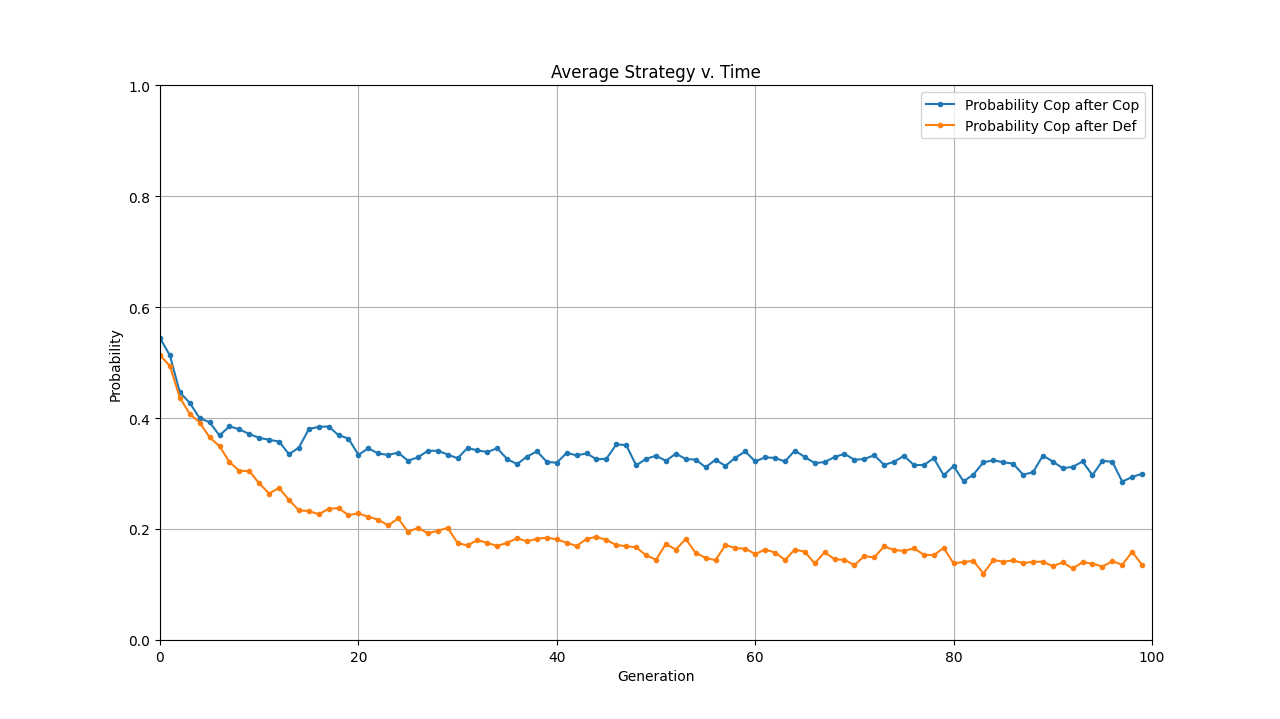 Average Strategy v. Time
Probability Cop after Cop
Probability Cop after Def
Probability
1.0
0.8
0.6
0.4
0.2
0.0
0 20 40 60 80 100
Generation